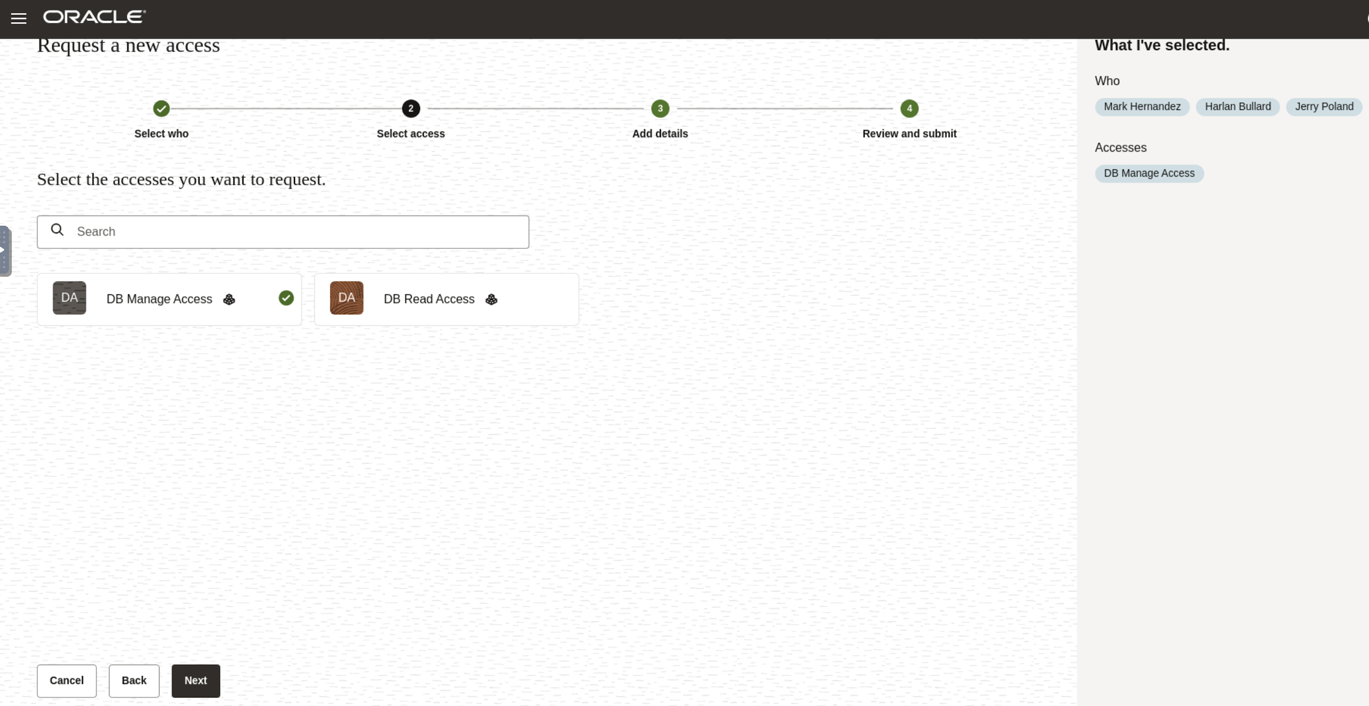 ORACLE
Request a new access
2
3
4
Select who
Select access
Add details
Review and submit
Select the accesses you want to request.
Search
DA
DB Manage Access
DA
DB Read Access
Cancel
Back
Next
What I've selected.
Who
Mark Hernandez
Harlan Bullard
Jerry Poland
Accesses
DB Manage Access